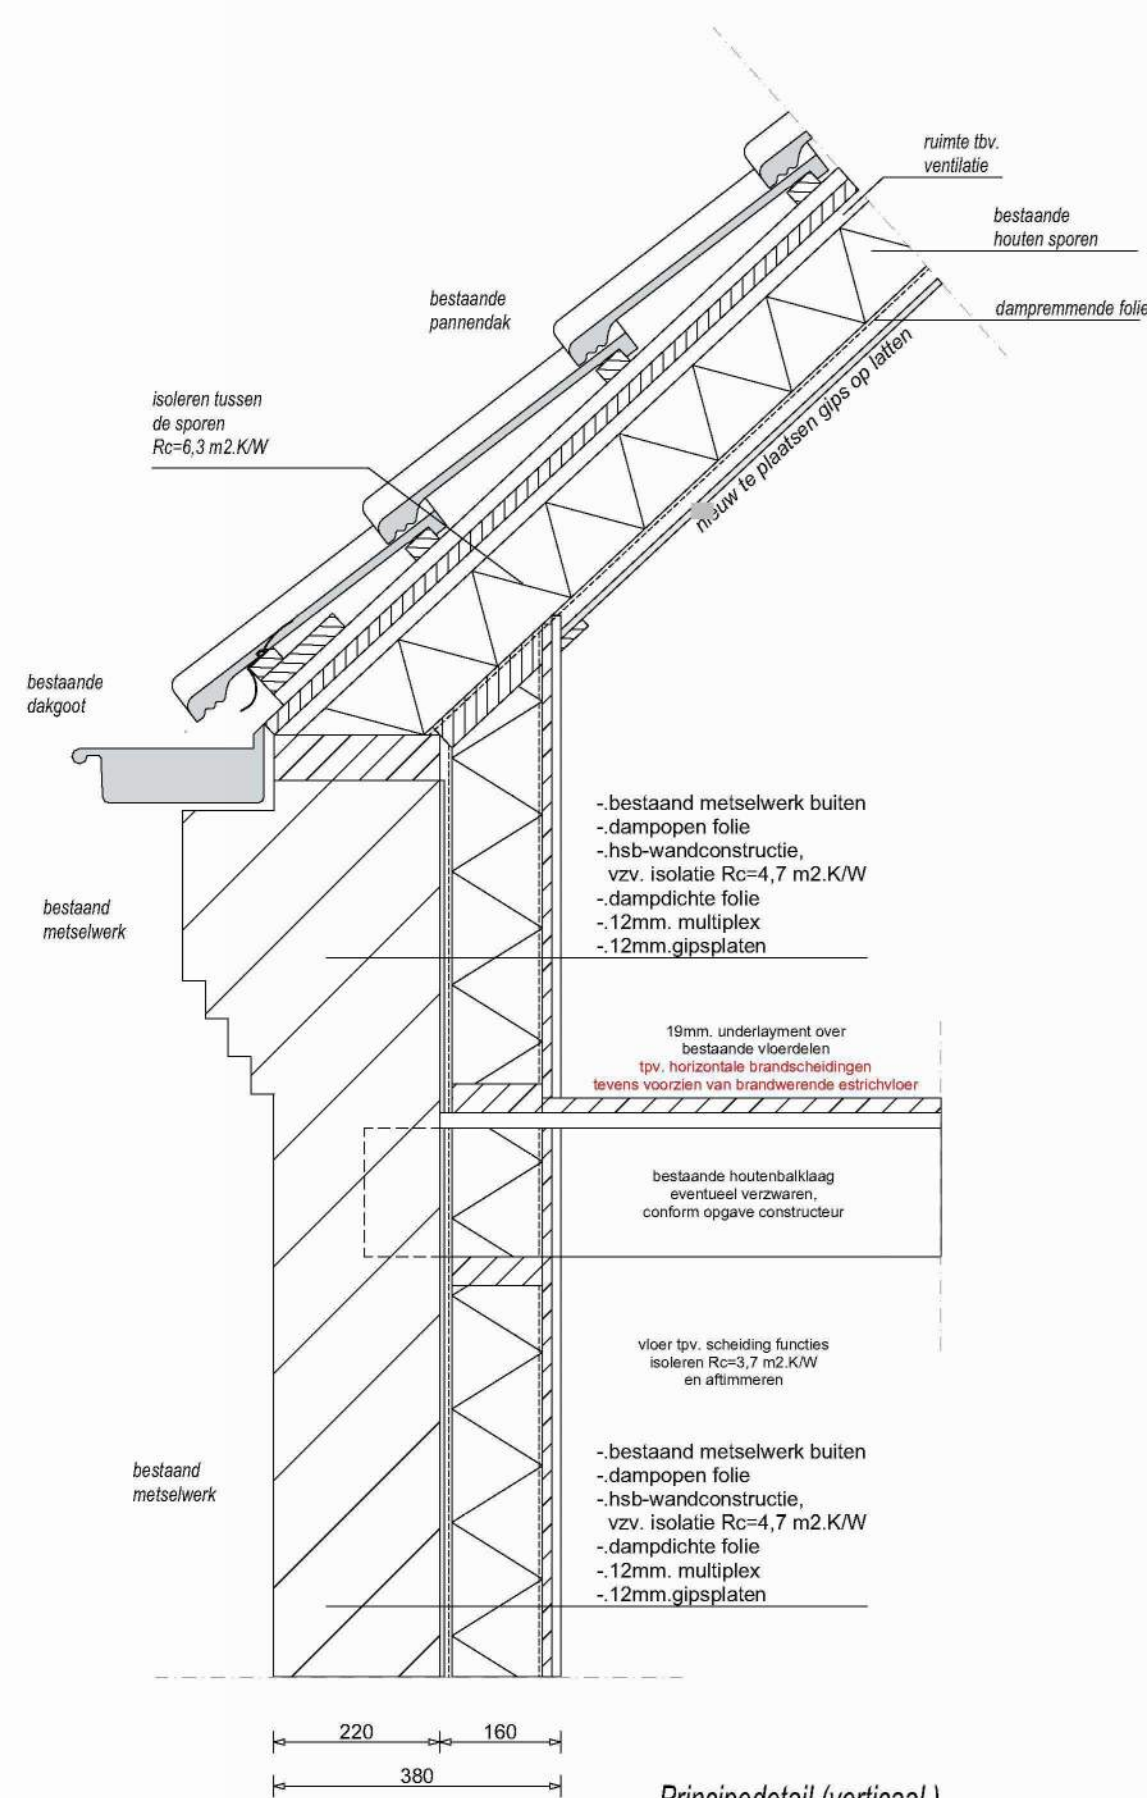 ruimte tbv.
ventilatie
bestaande
houten sporen
dampremmende folie
bestaande
pannendak
nieuw te plaatsen gips op latten
isoleren tussen
de sporen
Rc=6,3 m2.K/W
bestaande
dakgoot
-.bestaand metselwerk buiten
-.dampopen folie
-.hsb-wandconstructie,
vzv. isolatie Rc=4,7 m2.K/W
-.dampdichte folie
-.12mm. multiplex
-.12mm.gipsplaten
bestaand
metselwerk
19mm. underlayment over
bestaande vloerdelen
tpv. horizontale brandscheidingen
tevens voorzien van brandwerende estrichvloer
bestaande houtenbalklaag
eventueel verzwaren,
conform opgave constructeur
vloer tpv. scheiding functies
isoleren Rc=3,7 m2.K/W
en aftimmeren
-.bestaand metselwerk buiten
-.dampopen folie
-.hsb-wandconstructie,
vzv. isolatie Rc=4,7 m2.K/W
-.dampdichte folie
-.12mm. multiplex
-.12mm.gipsplaten
bestaand
metselwerk
220
160
380
Principedetail (verticaal )